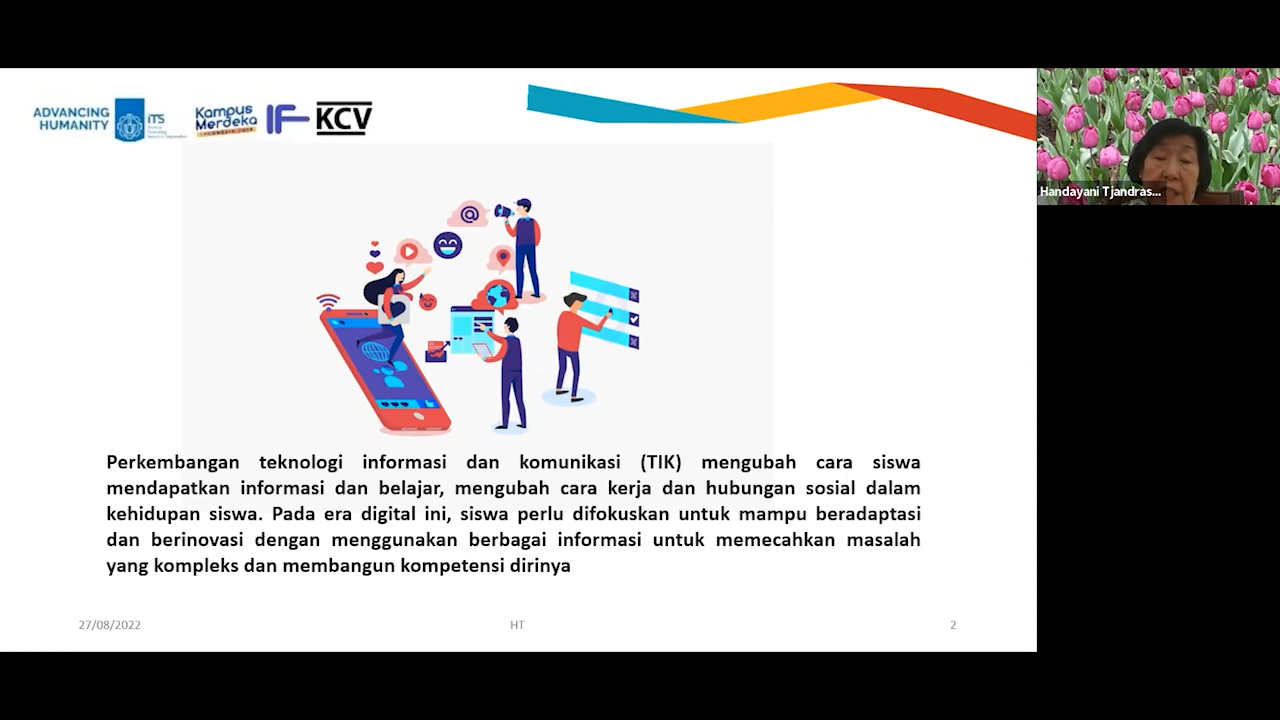 ADVANCING
HUMANITY
iTS
Kampus
Merdeka
INDONESIA JAYA
IF
KCV
Handayani Tjandras...
@
Perkembangan teknologi informasi dan komunikasi (TIK) mengubah cara siswa
mendapatkan informasi dan belajar, mengubah cara kerja dan hubungan sosial dalam
kehidupan siswa. Pada era digital ini, siswa perlu difokuskan untuk mampu beradaptasi
dan berinovasi dengan menggunakan berbagai informasi untuk memecahkan masalah
yang kompleks dan membangun kompetensi dirinya
27/08/2022
HT
2